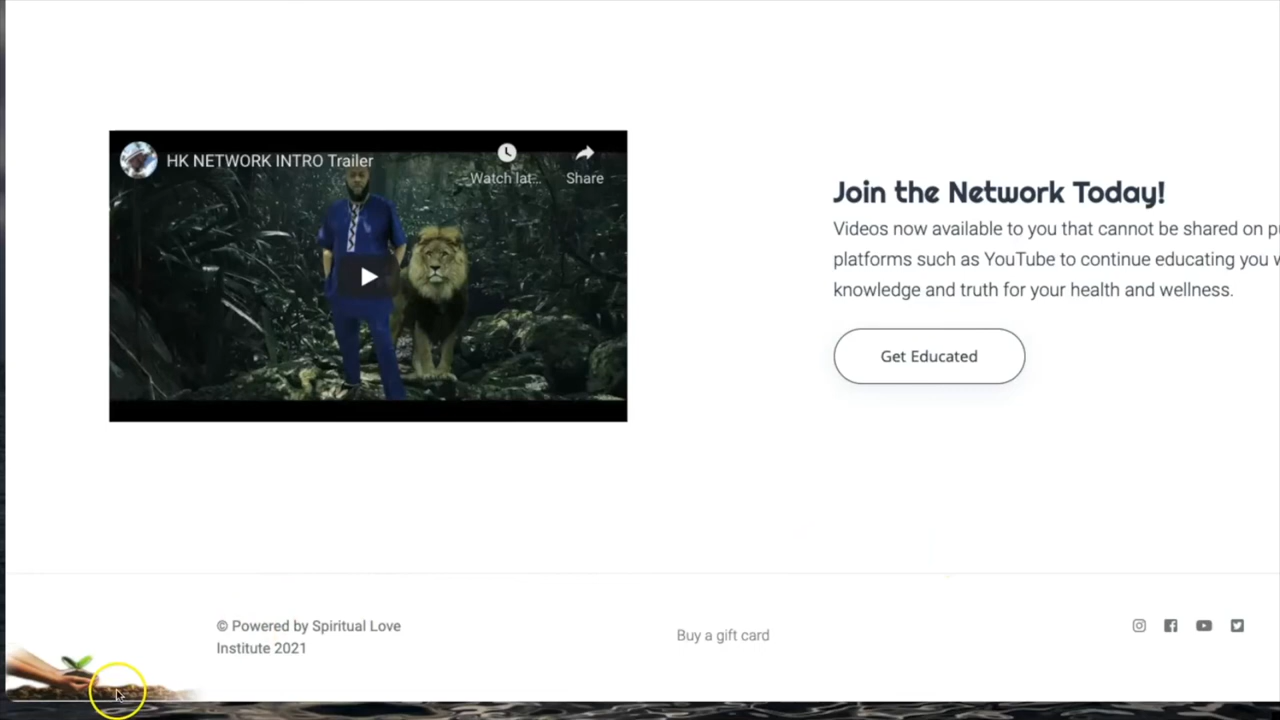 HK NETWORK INTRO Trailer
Watch lat...
Share
Join the Network Today!
Videos now available to you that cannot be shared on
platforms such as YouTube to continue educating you
knowledge and truth for your health and wellness.
Get Educated
© Powered by Spiritual Love
Institute 2021
Buy a gift card